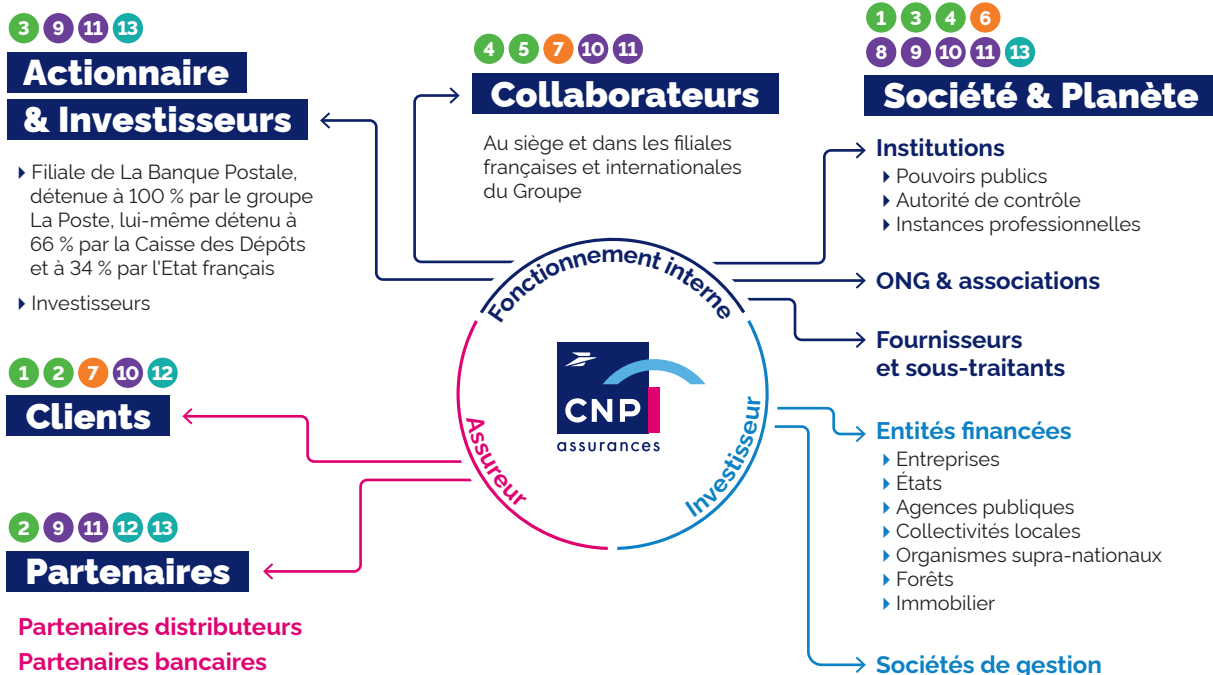 3 9 11 13
Actionnaire
& Investisseurs
Filiale de La Banque Postale,
détenue à 100 % par le groupe
La Poste, lui-même détenu à
66 % par la Caisse des Dépôts
et à 34 % par l'Etat français
Investisseurs
1 2 7 10 12
Clients
2 9 11 12 13
Partenaires
Partenaires distributeurs
Partenaires bancaires
4 5 7 10 11
Collaborateurs
Au siège et dans les filiales
françaises et internationales
du Groupe
Fonctionnement interne
Assureur
Investisseur
CNP
assurances
1 3 4 6
8 9 10 11 13
Société & Planète
Institutions
Pouvoirs publics
Autorité de contrôle
Instances professionnelles
ONG & associations
Fournisseurs
et sous-traitants
Entités financées
Entreprises
États
Agences publiques
Collectivités locales
Organismes supra-nationaux
Forêts
Immobilier
Sociétés de gestion